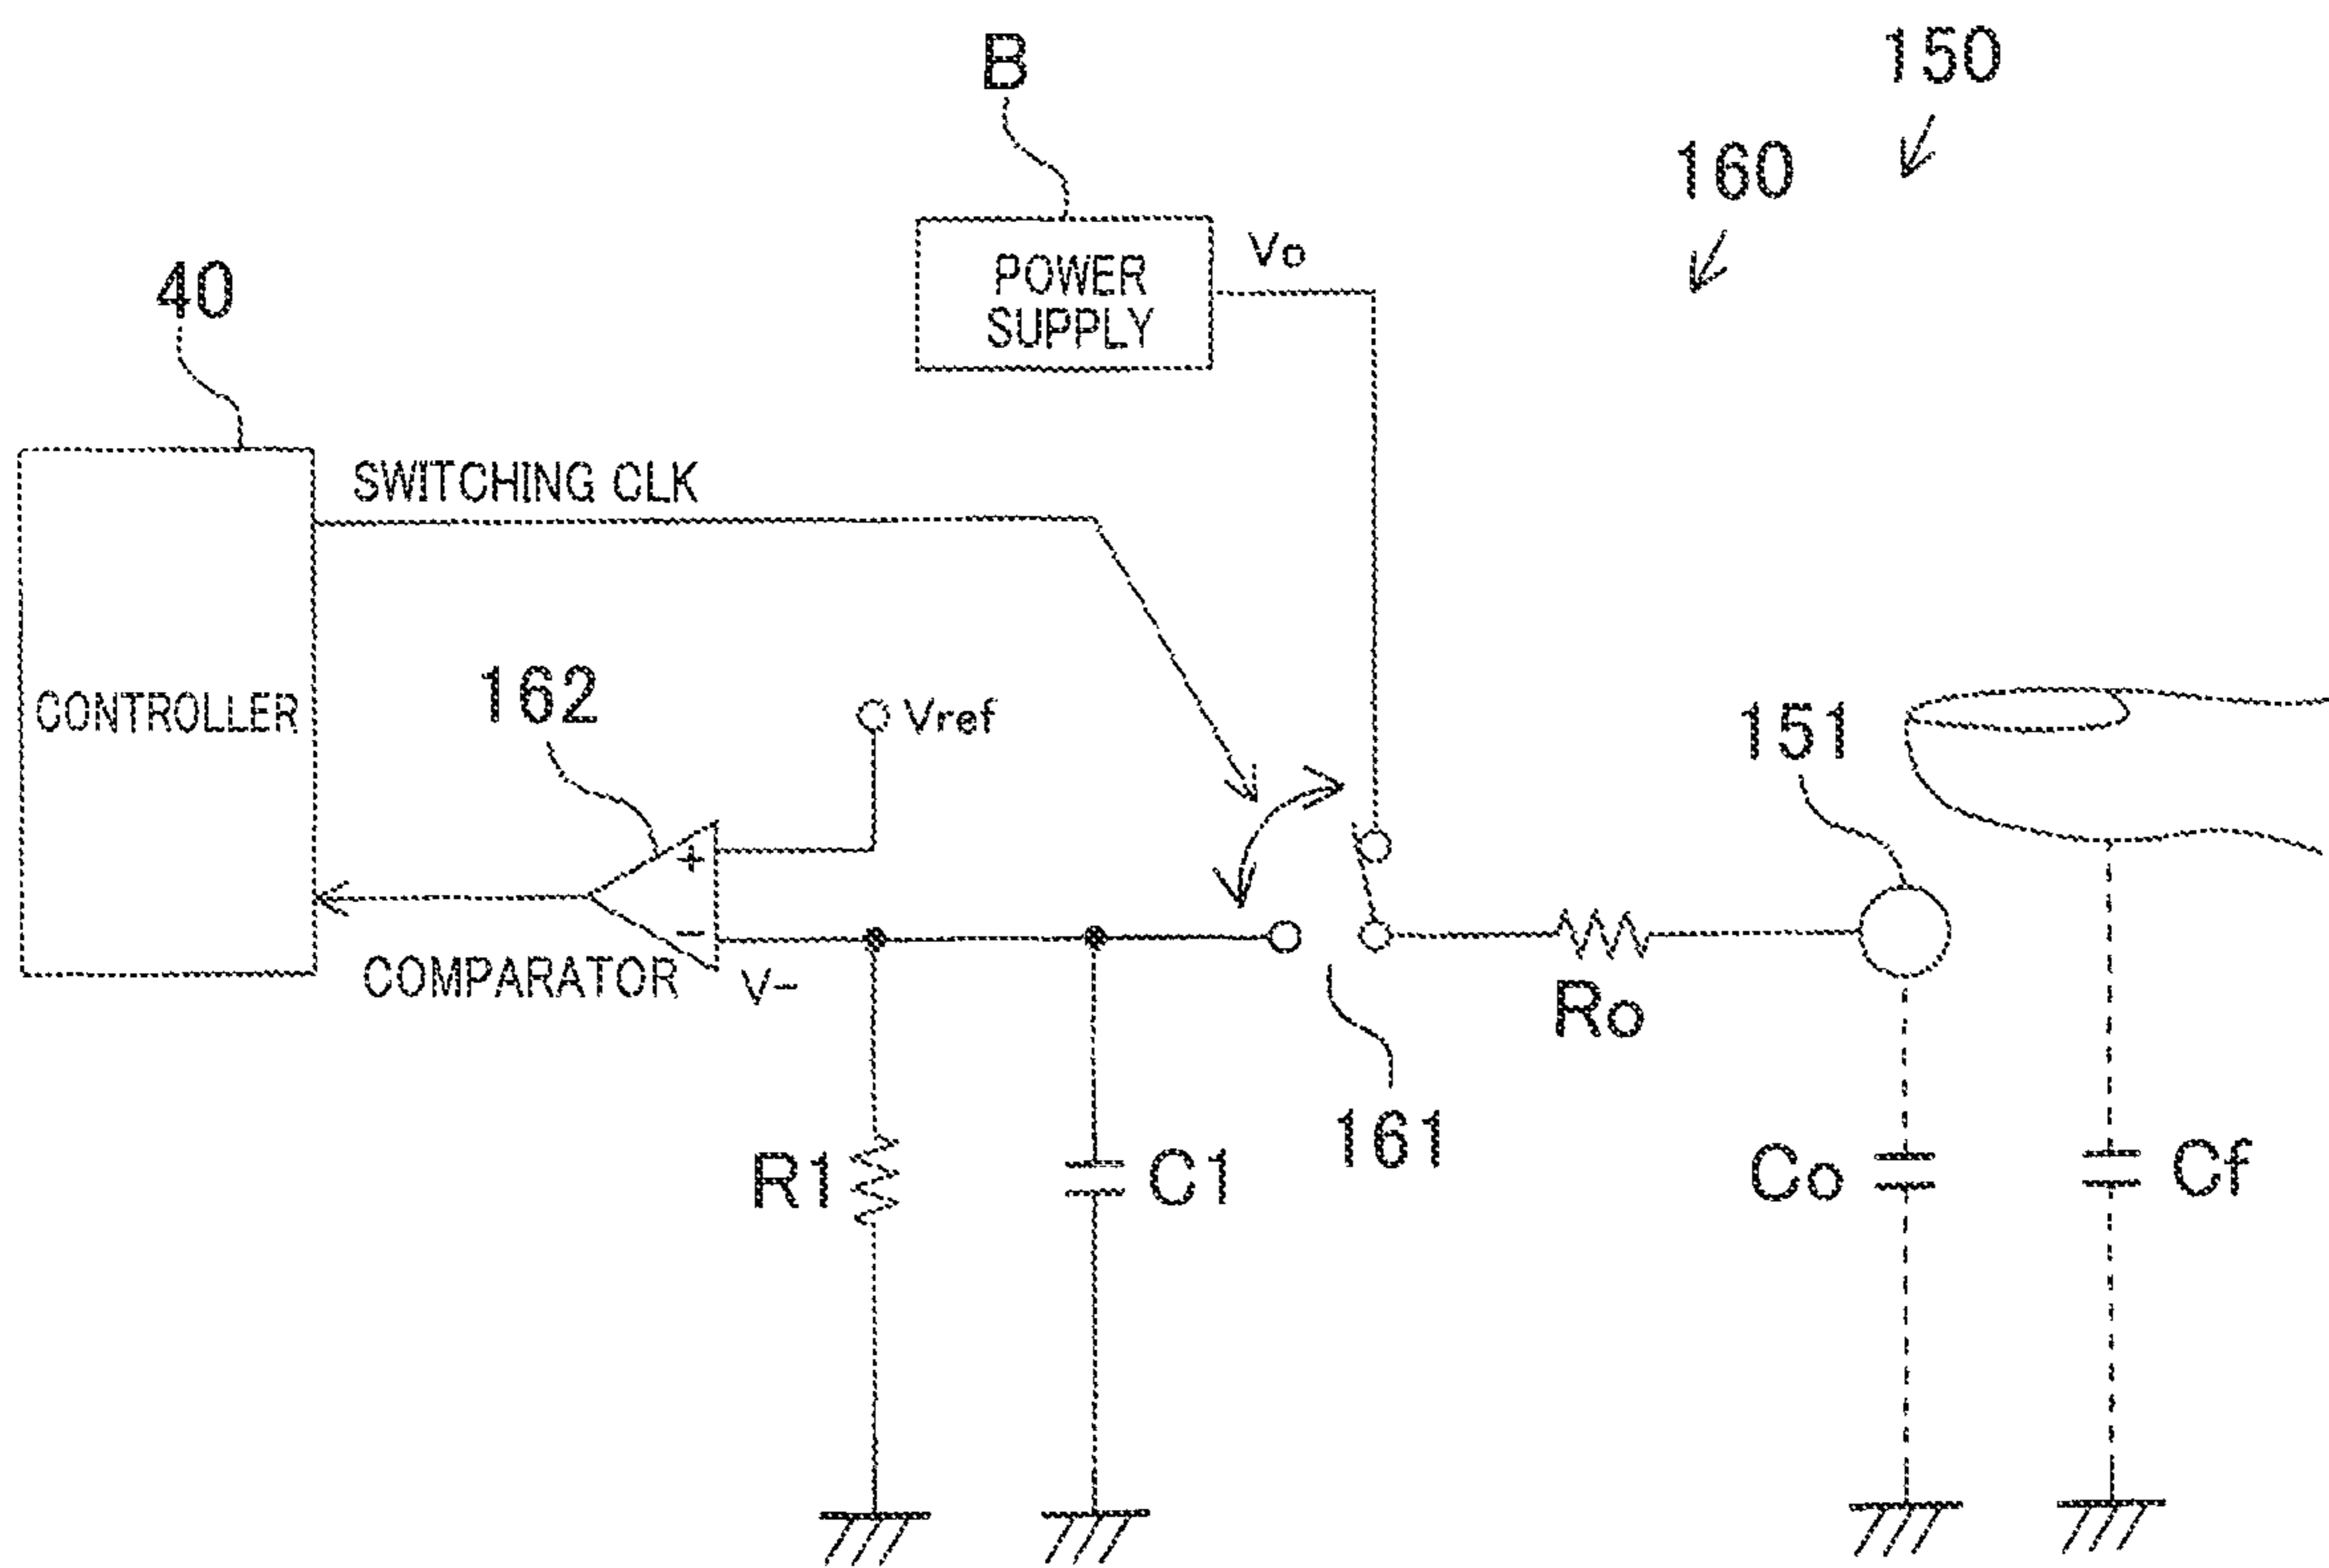 B
150
160
Vo
POWER
SUPPLY
40
SWITCHING CLK
CONTROLLER
162
Vref
151
+
−
COMPARATOR
V−
Ro
161
R1
C1
Co
Cf